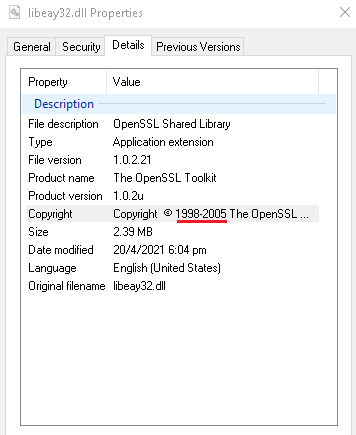 libeay32.dll Properties
General Security Details Previous Versions
Property Value
Description
File description OpenSSL Shared Library
Type Application extension
File version 1.0.2.21
Product name The OpenSSL Toolkit
Product version 1.0.2u
Copyright Copyright © 1998-2005 The OpenSSL ...
Size 2.39 MB
Date modified 20/4/2021 6:04 pm
Language English (United States)
Original filename libeay32.dll